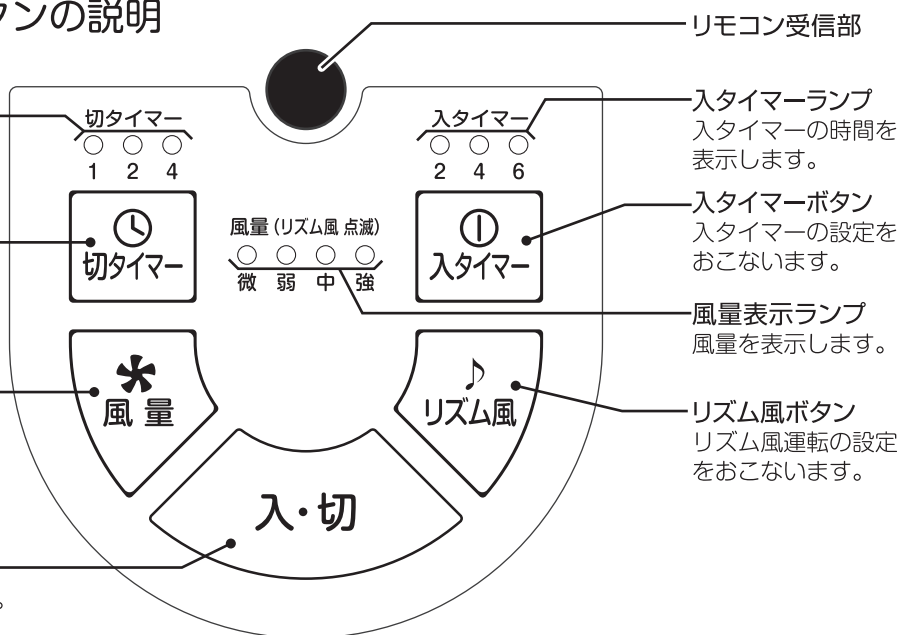 タンの説明
リモコン受信部
切タイマー
1 2 4
入タイマー
2 4 6
入タイマーランプ
入タイマーの時間を
表示します。
切タイマー
風量(リズム風 点滅)
微 弱 中 強
入タイマー
入タイマーボタン
入タイマーの設定を
おこないます。
風量表示ランプ
風量を表示します。
風量
リズム風
リズム風ボタン
リズム風運転の設定
をおこないます。
入・切
。